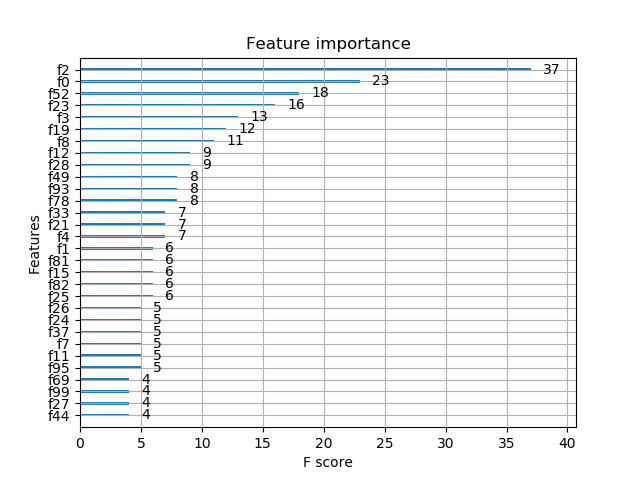 Feature importance
f2 37
f0 23
f52 18
f23 16
f3 13
f19 12
f8 11
f12 9
f28 9
f49 8
f93 8
f78 8
f33 7
f21 7
f4 7
f1 6
f81 6
f15 6
f82 6
f25 6
f26 5
f24 5
f37 5
f7 5
f11 5
f95 5
f69 4
f99 4
f27 4
f44 4
Features
0 5 10 15 20 25 30 35 40
F score